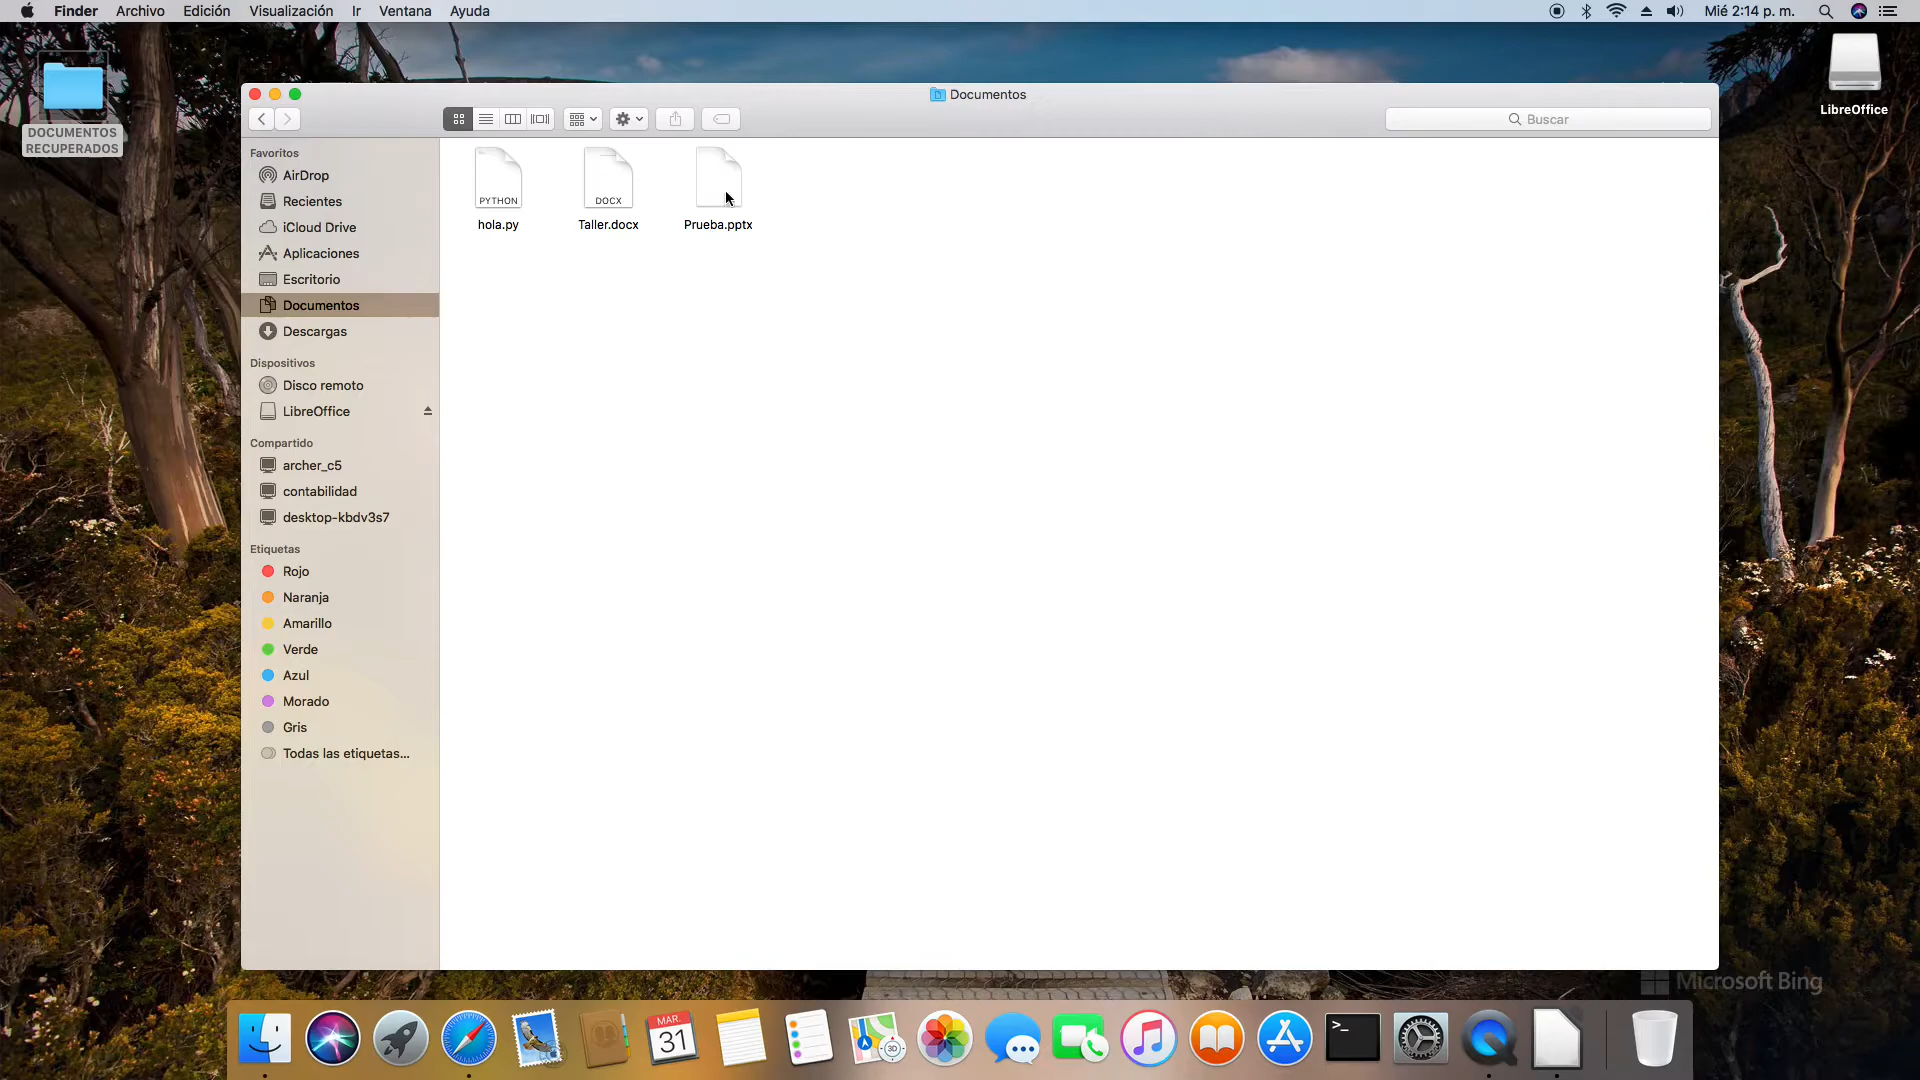 Finder Archivo Edición Visualización Ir Ventana Ayuda
Mié 2:14 p. m.
DOCUMENTOS
RECUPERADOS
LibreOffice
Documentos
Buscar
Favoritos
AirDrop
Recientes
iCloud Drive
Aplicaciones
Escritorio
Documentos
Descargas
Dispositivos
Disco remoto
LibreOffice
Compartido
archer_c5
contabilidad
desktop-kbdv3s7
Etiquetas
Rojo
Naranja
Amarillo
Verde
Azul
Morado
Gris
Todas las etiquetas...
PYTHON
hola.py
DOCX
Taller.docx
Prueba.pptx
Microsoft Bing
MAR.
31
3D
>_